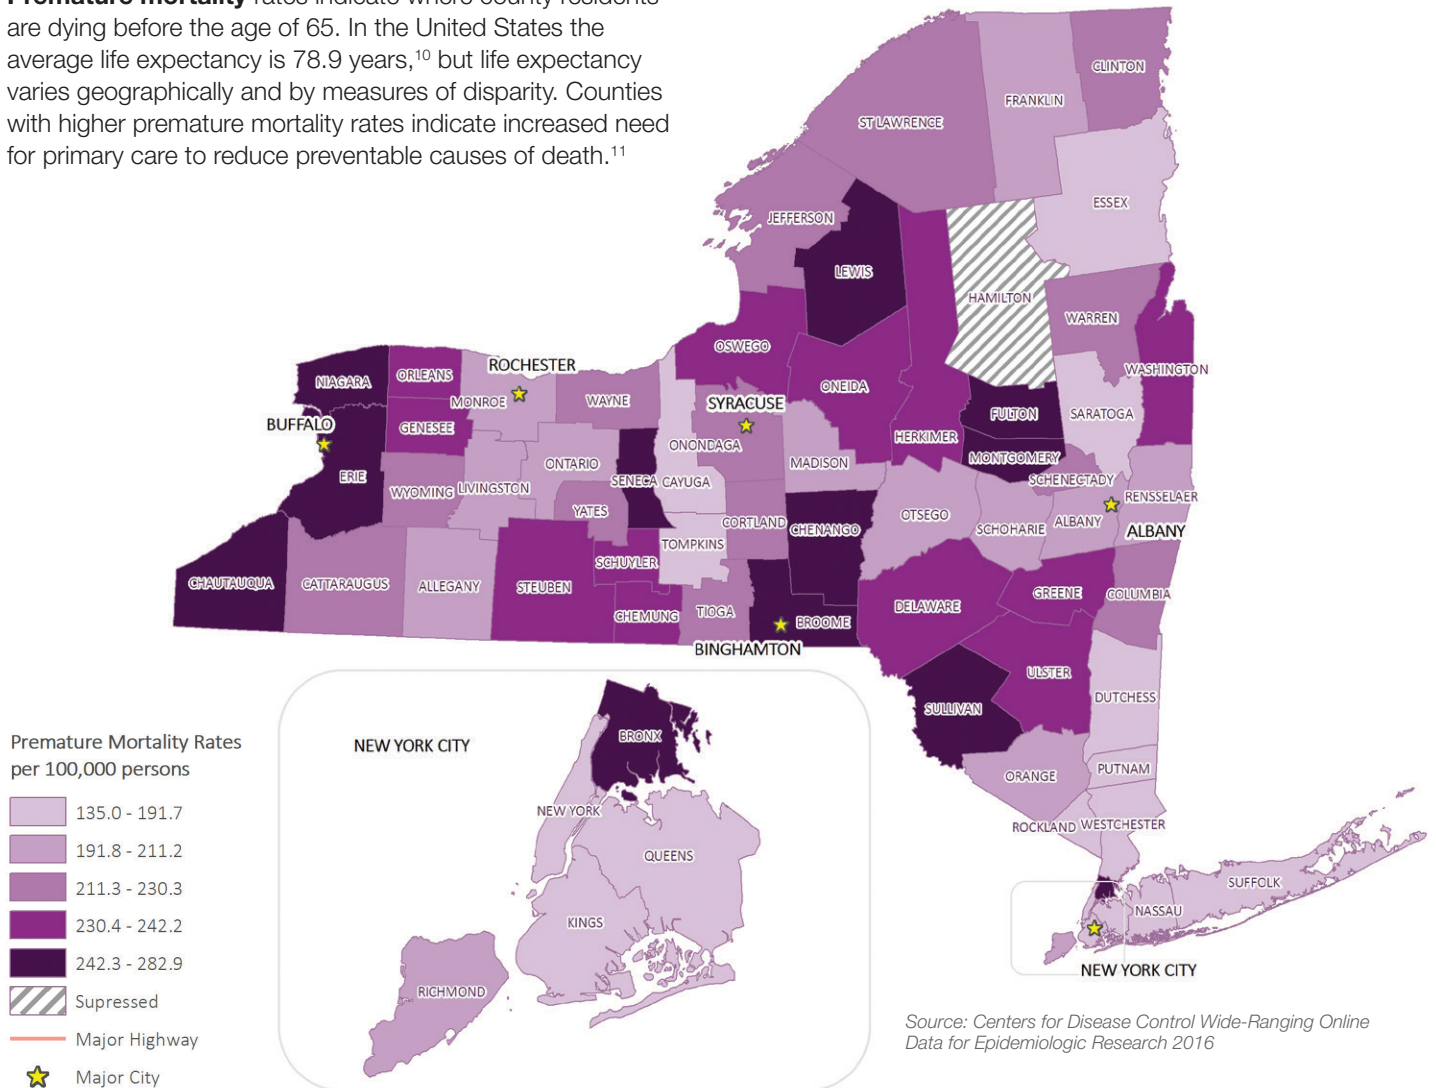 Premature mortality rates indicate where county residents
are dying before the age of 65. In the United States the
average life expectancy is 78.9 years,10 but life expectancy
varies geographically and by measures of disparity. Counties
with higher premature mortality rates indicate increased need
for primary care to reduce preventable causes of death.11
CLINTON
FRANKLIN
ST LAWRENCE
ESSEX
JEFFERSON
LEWIS
HAMILTON
WARREN
OSWEGO
ROCHESTER
WASHINGTON
ORLEANS
NIAGARA
ONEIDA
MONROE
WAYNE
SYRACUSE
FULTON
SARATOGA
BUFFALO
GENESEE
HERKIMER
ONONDAGA
MONTGOMERY
MADISON
ONTARIO
ERIE
SENECA
CAYUGA
SCHENECTADY
WYOMING
LIVINGSTON
RENSSELAER
YATES
OTSEGO
CORTLAND
ALBANY
SCHOHARIE
CHENANGO
ALBANY
TOMPKINS
SCHUYLER
CHAUTAUQUA
CATTARAUGUS
ALLEGANY
STEUBEN
GREENE
COLUMBIA
DELAWARE
TIOGA
CHEMUNG
BROOME
BINGHAMTON
ULSTER
DUTCHESS
SULLIVAN
PUTNAM
ORANGE
ROCKLAND
WESTCHESTER
SUFFOLK
NASSAU
NEW YORK CITY
NEW YORK CITY
BRONX
NEW YORK
QUEENS
KINGS
RICHMOND
Premature Mortality Rates
per 100,000 persons
135.0 - 191.7
191.8 - 211.2
211.3 - 230.3
230.4 - 242.2
242.3 - 282.9
Supressed
Major Highway
Major City
Source: Centers for Disease Control Wide-Ranging Online
Data for Epidemiologic Research 2016